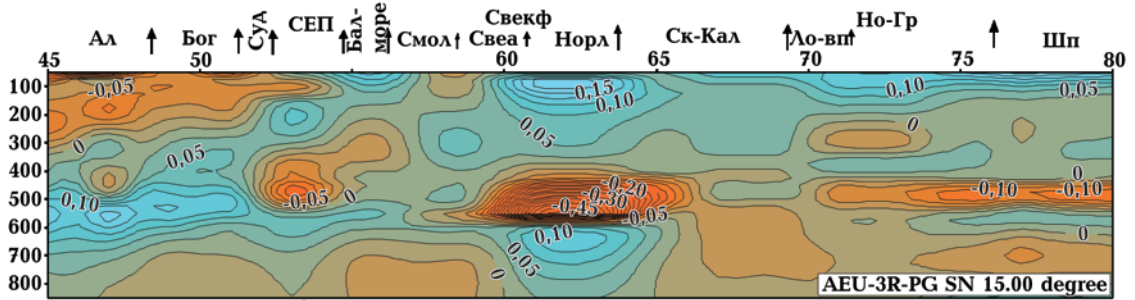 Свекф
Но-Гр
СЕП
Ал
Бог
Суд
Бал-
море
Смол
Свеа
Норл
Ск-Кал
Ло-вп
Шп
45
50
60
65
70
75
80
100
200
300
400
500
600
700
800
-0,05
0,15
0,10
0,10
0,05
0
0,05
0
0,05
0
0,10
-0,05
0
-0,20
-0,30
-0,45
-0,05
-0,10
-0,10
0
0,10
0,05
0
AEU-3R-PG SN 15.00 degree